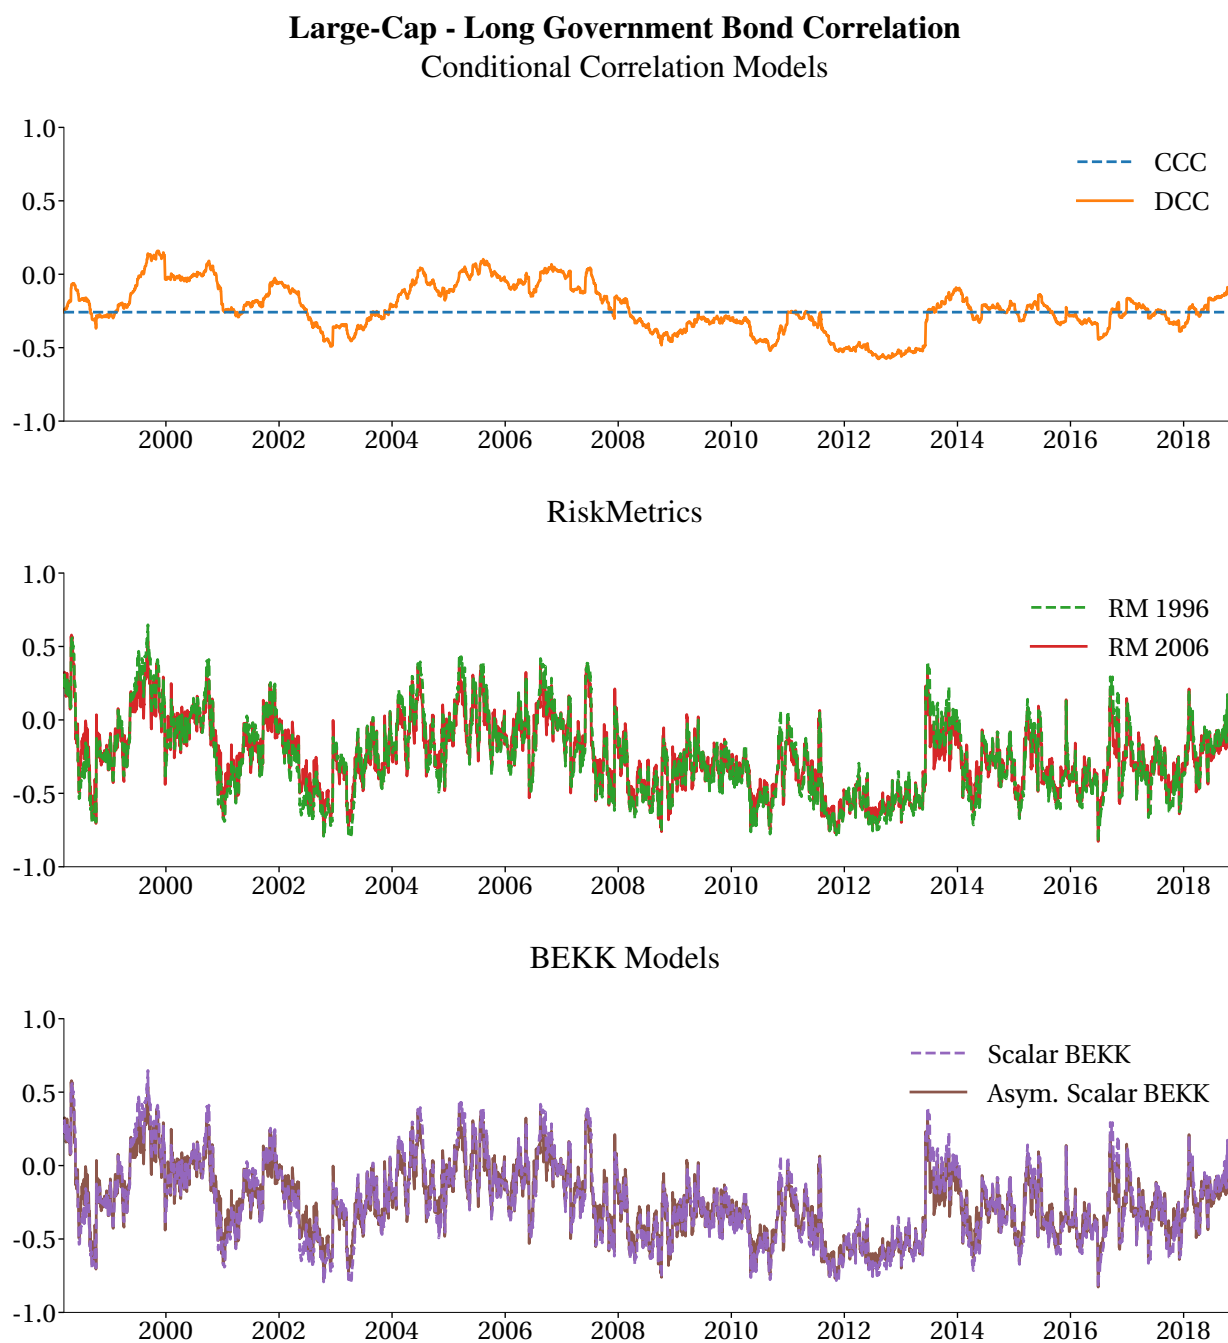 Large-Cap - Long Government Bond Correlation
Conditional Correlation Models
1.0
0.5
0.0
-0.5
-1.0
CCC
DCC
2000 2002 2004 2006 2008 2010 2012 2014 2016 2018
RiskMetrics
1.0
0.5
0.0
-0.5
-1.0
RM 1996
RM 2006
2000 2002 2004 2006 2008 2010 2012 2014 2016 2018
BEKK Models
1.0
0.5
0.0
-0.5
-1.0
Scalar BEKK
Asym. Scalar BEKK
2000 2002 2004 2006 2008 2010 2012 2014 2016 2018